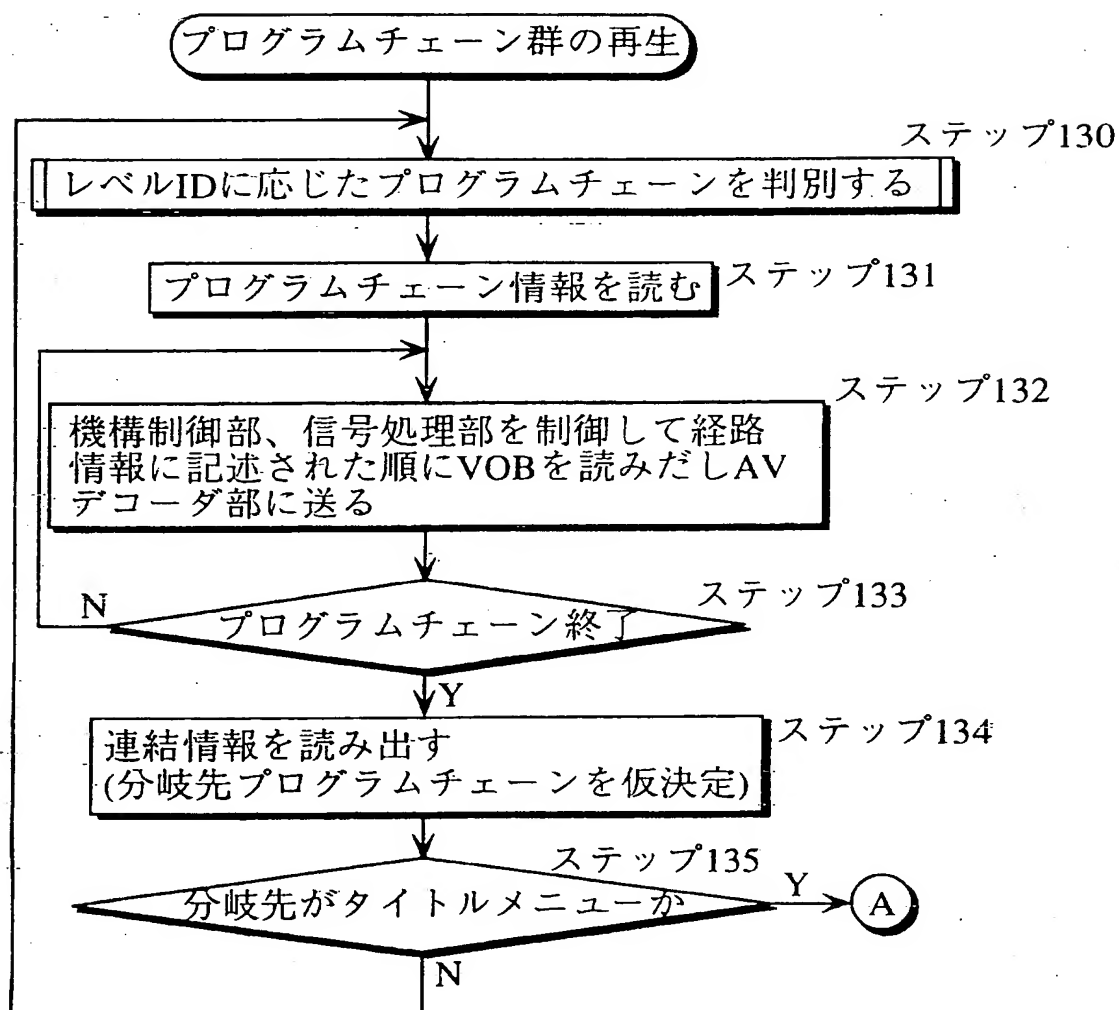 プログラムチェーン群の再生
ステップ130
レベルIDに応じたプログラムチェーンを判別する
プログラムチェーン情報を読む
ステップ131
ステップ132
機構制御部、信号処理部を制御して経路
情報に記述された順にVOBを読みだしAV
デコーダ部に送る
ステップ133
N
プログラムチェーン終了
Y
連結情報を読み出す
ステップ134
(分岐先プログラムチェーンを仮決定)
ステップ135
分岐先がタイトルメニューか
Y
A
N